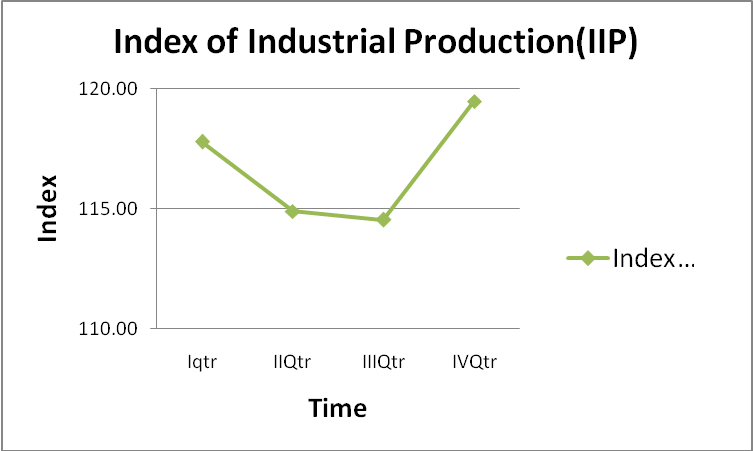 Index of Industrial Production(IIP)
120.00
115.00
110.00
Index
Iqtr IIQtr IIIQtr IVQtr
Time
Index...